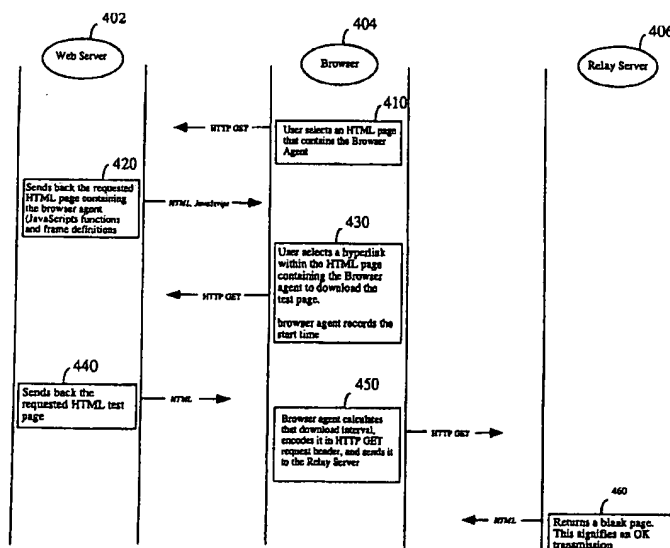 402
Web Server
404
Browser
406
Relay Server
410
HTTP GET
User selects an HTML page
that contains the Browser
Agent
420
Sends back the requested
HTML page containing
the browser agent
(JavaScripts functions
and frame definitions
HTML, JavaScript
430
User selects a hyperlisk
within the HTML page
containing the Browser
agent to download the
test page.
browser agent records the
start time
HTTP GET
440
Sends back the
requested HTML test
page
HTML
450
Browser agent calculates
that download interval,
encodes it in HTTP GET
request header, and sends it
to the Relay Server
HTTP GET
460
HTML
Returns a blank page.
This signifies an OK
transmission